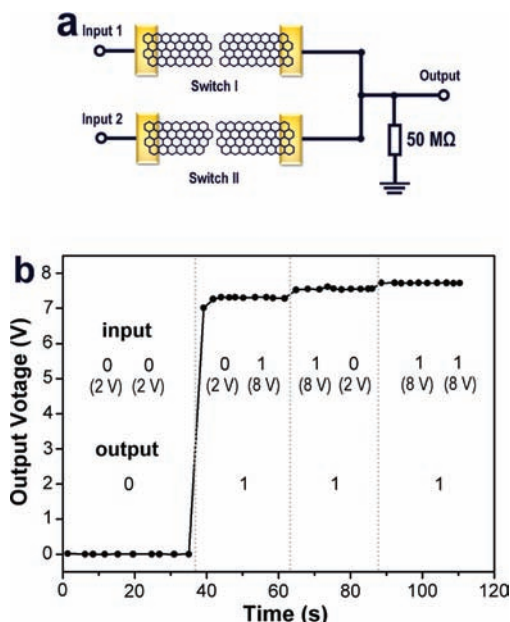 a
Input 1
Switch I
Output
Input 2
50 MΩ
Switch II
b
8
7
6
5
4
3
2
1
0
Output Votage (V)
input
0 0 0 1 1 0 1 1
(2 V) (2 V) (2 V) (8 V) (8 V) (2 V) (8 V) (8 V)
output
0 1 1 1
0 20 40 60 80 100 120
Time (s)